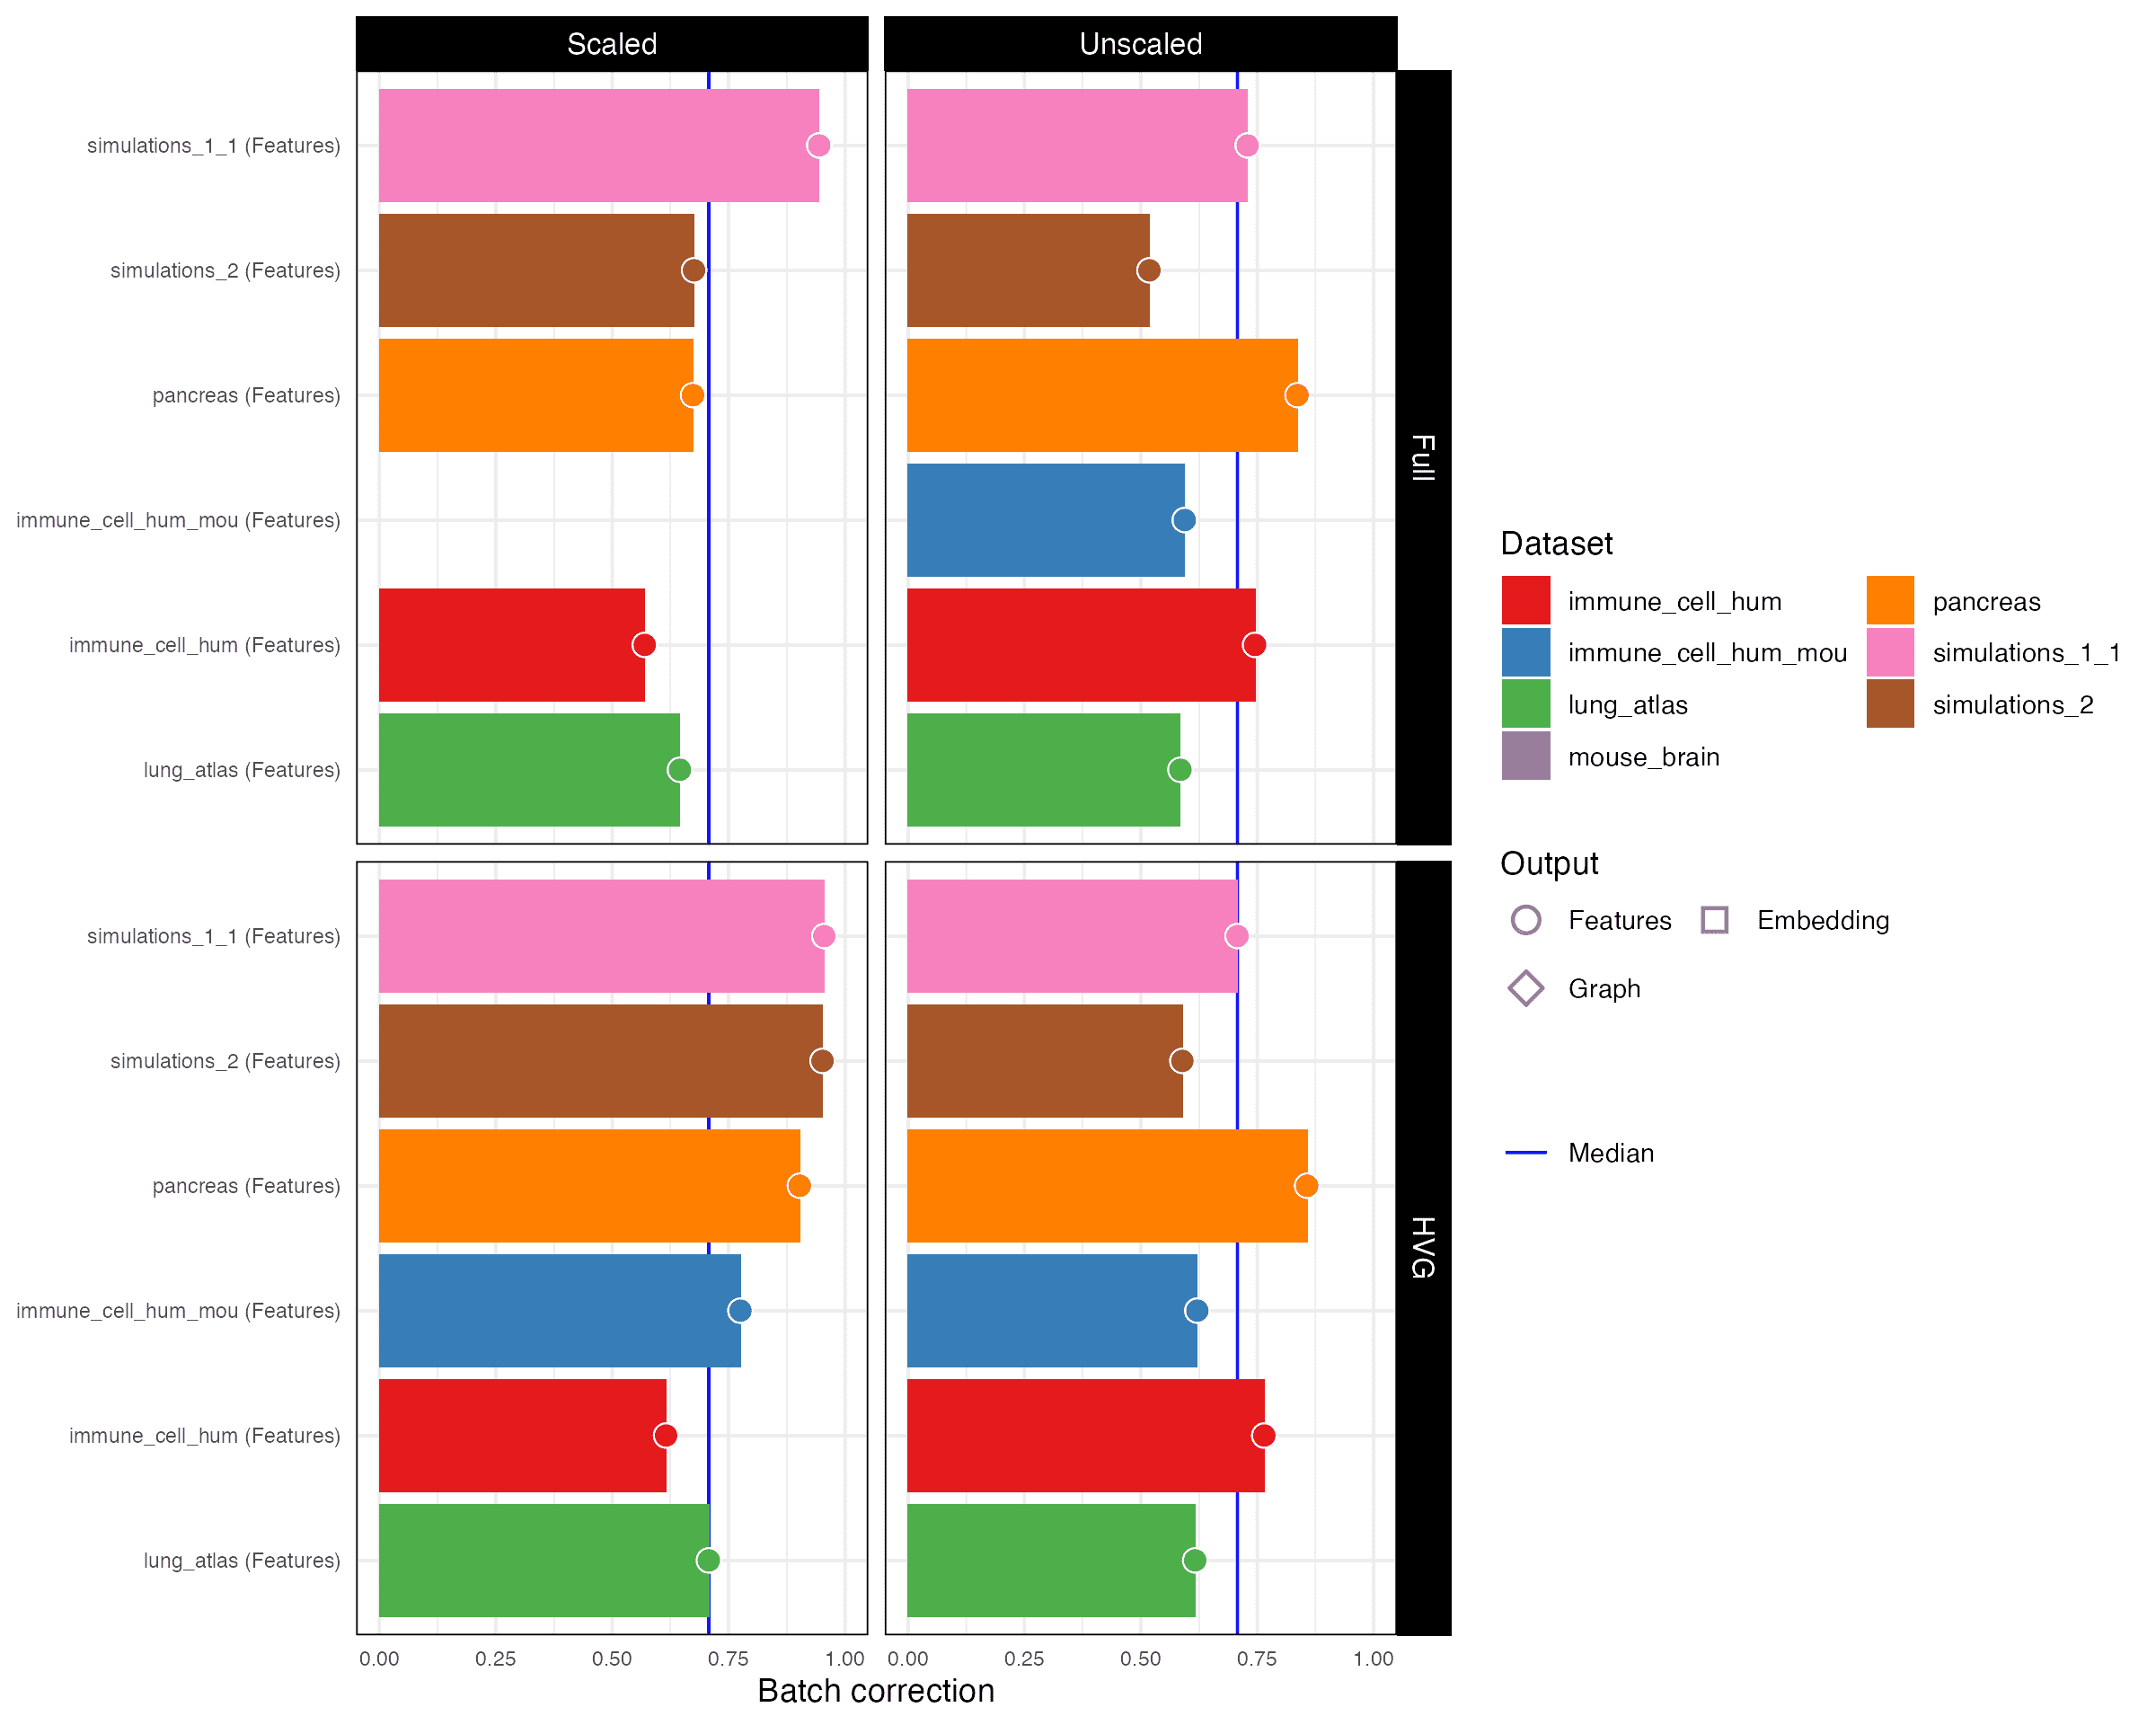 Scaled
Unscaled
Full
simulations_1_1 (Features)
simulations_2 (Features)
pancreas (Features)
immune_cell_hum_mou (Features)
immune_cell_hum (Features)
lung_atlas (Features)
HVG
simulations_1_1 (Features)
simulations_2 (Features)
pancreas (Features)
immune_cell_hum_mou (Features)
immune_cell_hum (Features)
lung_atlas (Features)
0.00 0.25 0.50 0.75 1.00
0.00 0.25 0.50 0.75 1.00
Batch correction
Dataset
immune_cell_hum
immune_cell_hum_mou
lung_atlas
mouse_brain
pancreas
simulations_1_1
simulations_2
Output
Features
Embedding
Graph
Median